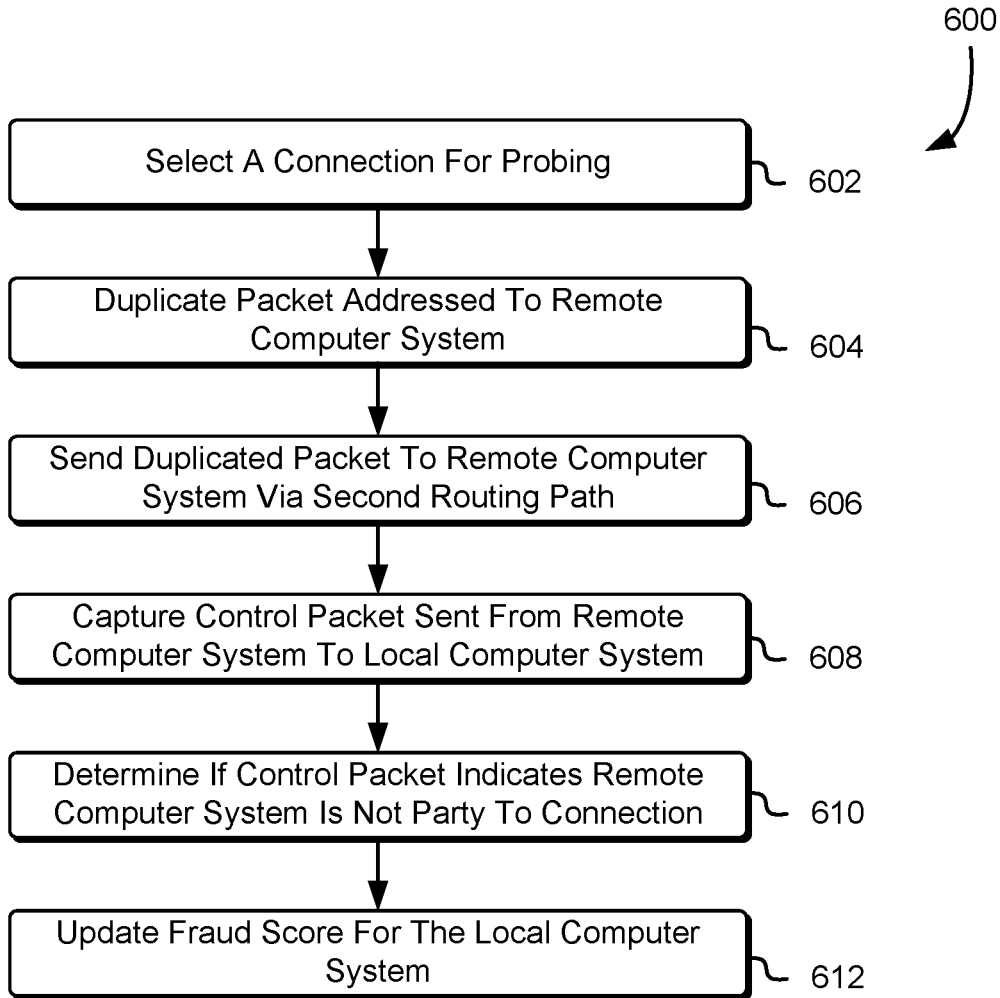 600
Select A Connection For Probing
602
Duplicate Packet Addressed To Remote
Computer System
604
Send Duplicated Packet To Remote Computer
System Via Second Routing Path
606
Capture Control Packet Sent From Remote
Computer System To Local Computer System
608
Determine If Control Packet Indicates Remote
Computer System Is Not Party To Connection
610
Update Fraud Score For The Local Computer
System
612